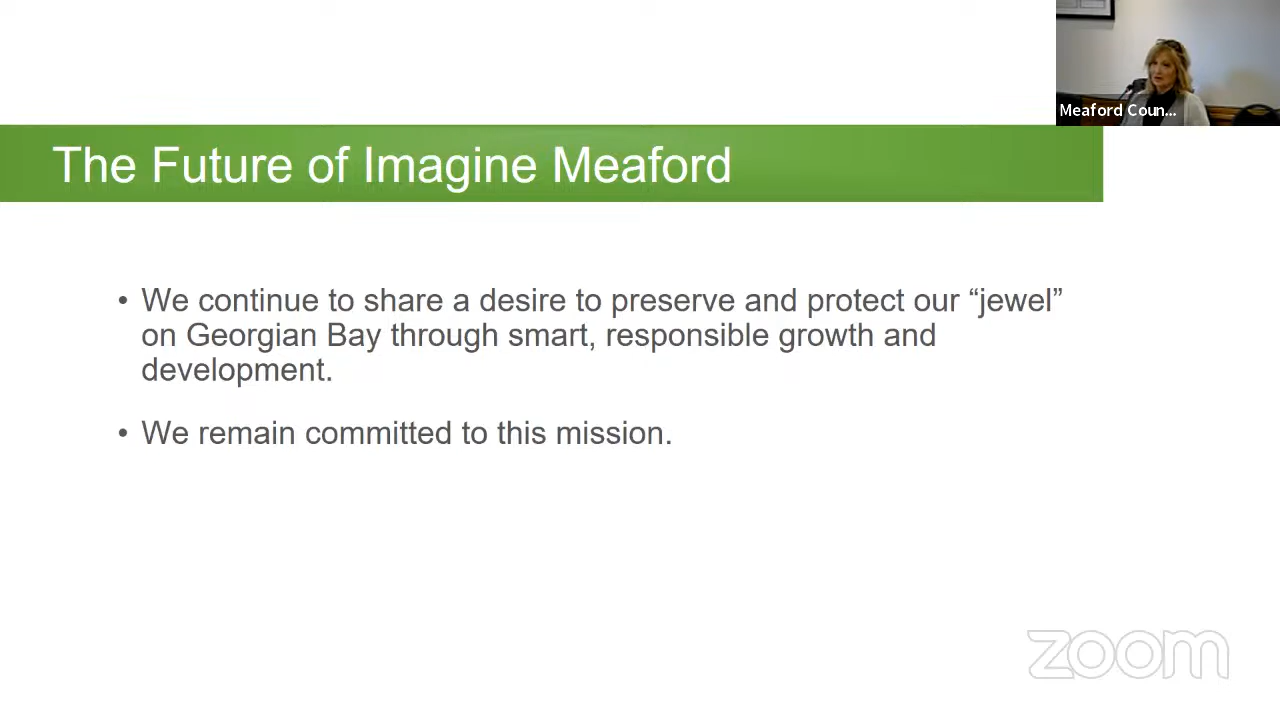 Meaford Coun...
The Future of Imagine Meaford
• We continue to share a desire to preserve and protect our “jewel”
on Georgian Bay through smart, responsible growth and
development.
• We remain committed to this mission.
zoom